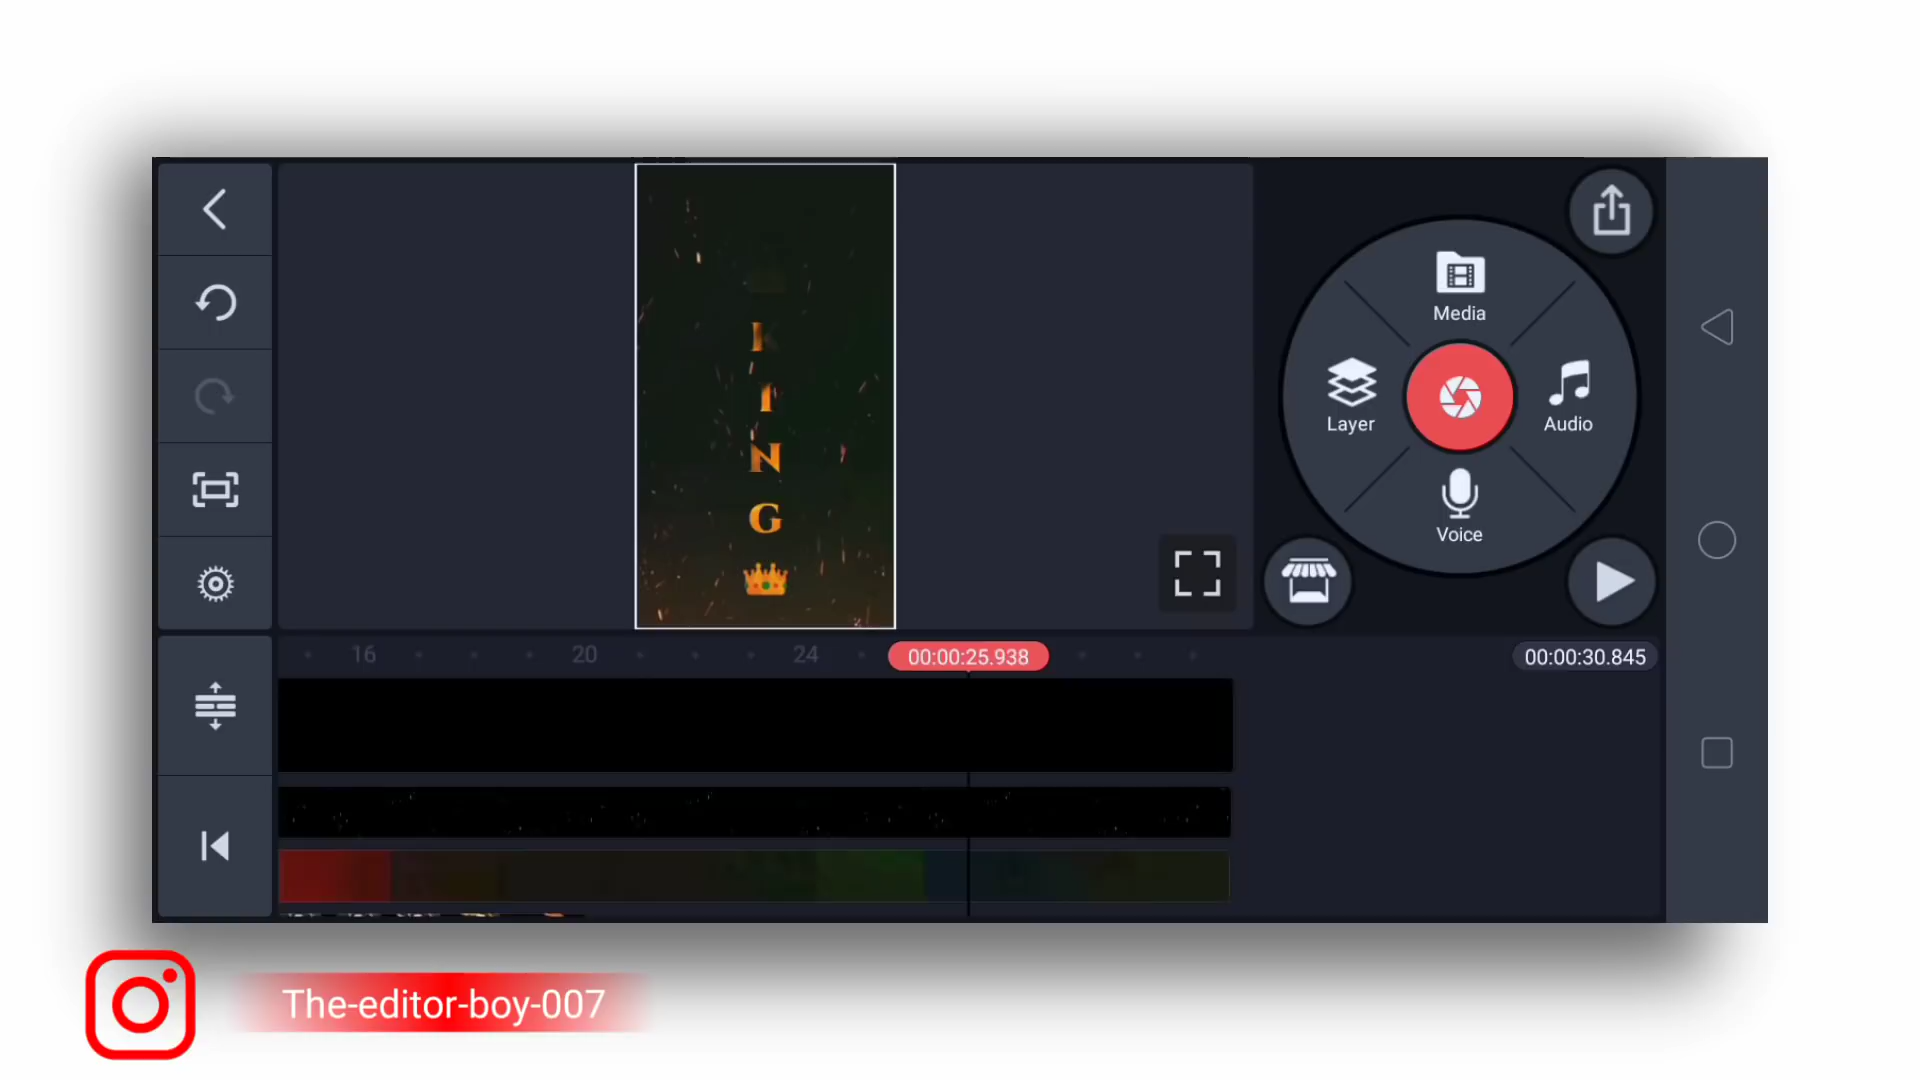 Media
Layer
Audio
Voice
K
I
N
G
16
20
24
00:00:25.938
00:00:30.845
The-editor-boy-007